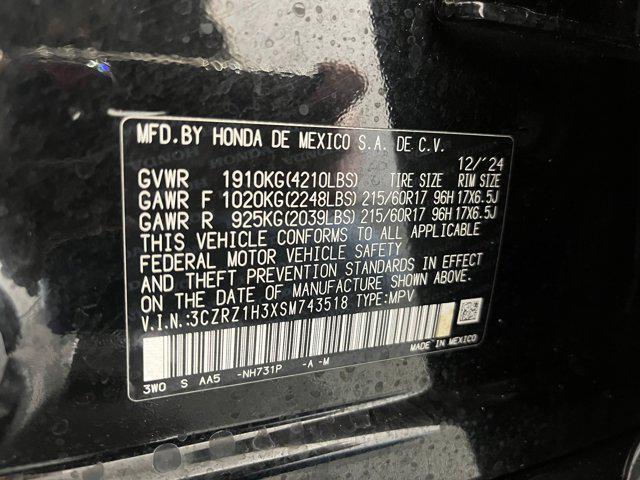 MFD.BY HONDA DE MEXICO S.A. DE C.V.
12/'24
GVWR 1910KG(4210LBS) TIRE SIZE RIM SIZE
GAWR F 1020KG(2248LBS) 215/60R17 96H 17X6.5J
GAWR R 925KG(2039LBS) 215/60R17 96H 17X6.5J
THIS VEHICLE CONFORMS TO ALL APPLICABLE
FEDERAL MOTOR VEHICLE SAFETY
AND THEFT PREVENTION STANDARDS IN EFFECT
ON THE DATE OF MANUFACTURE SHOWN ABOVE.
V.I.N.:3CZRZ1H3XSM743518 TYPE:MPV
MADE IN MEXICO
3W0 S AA5 -NH731P -A -M